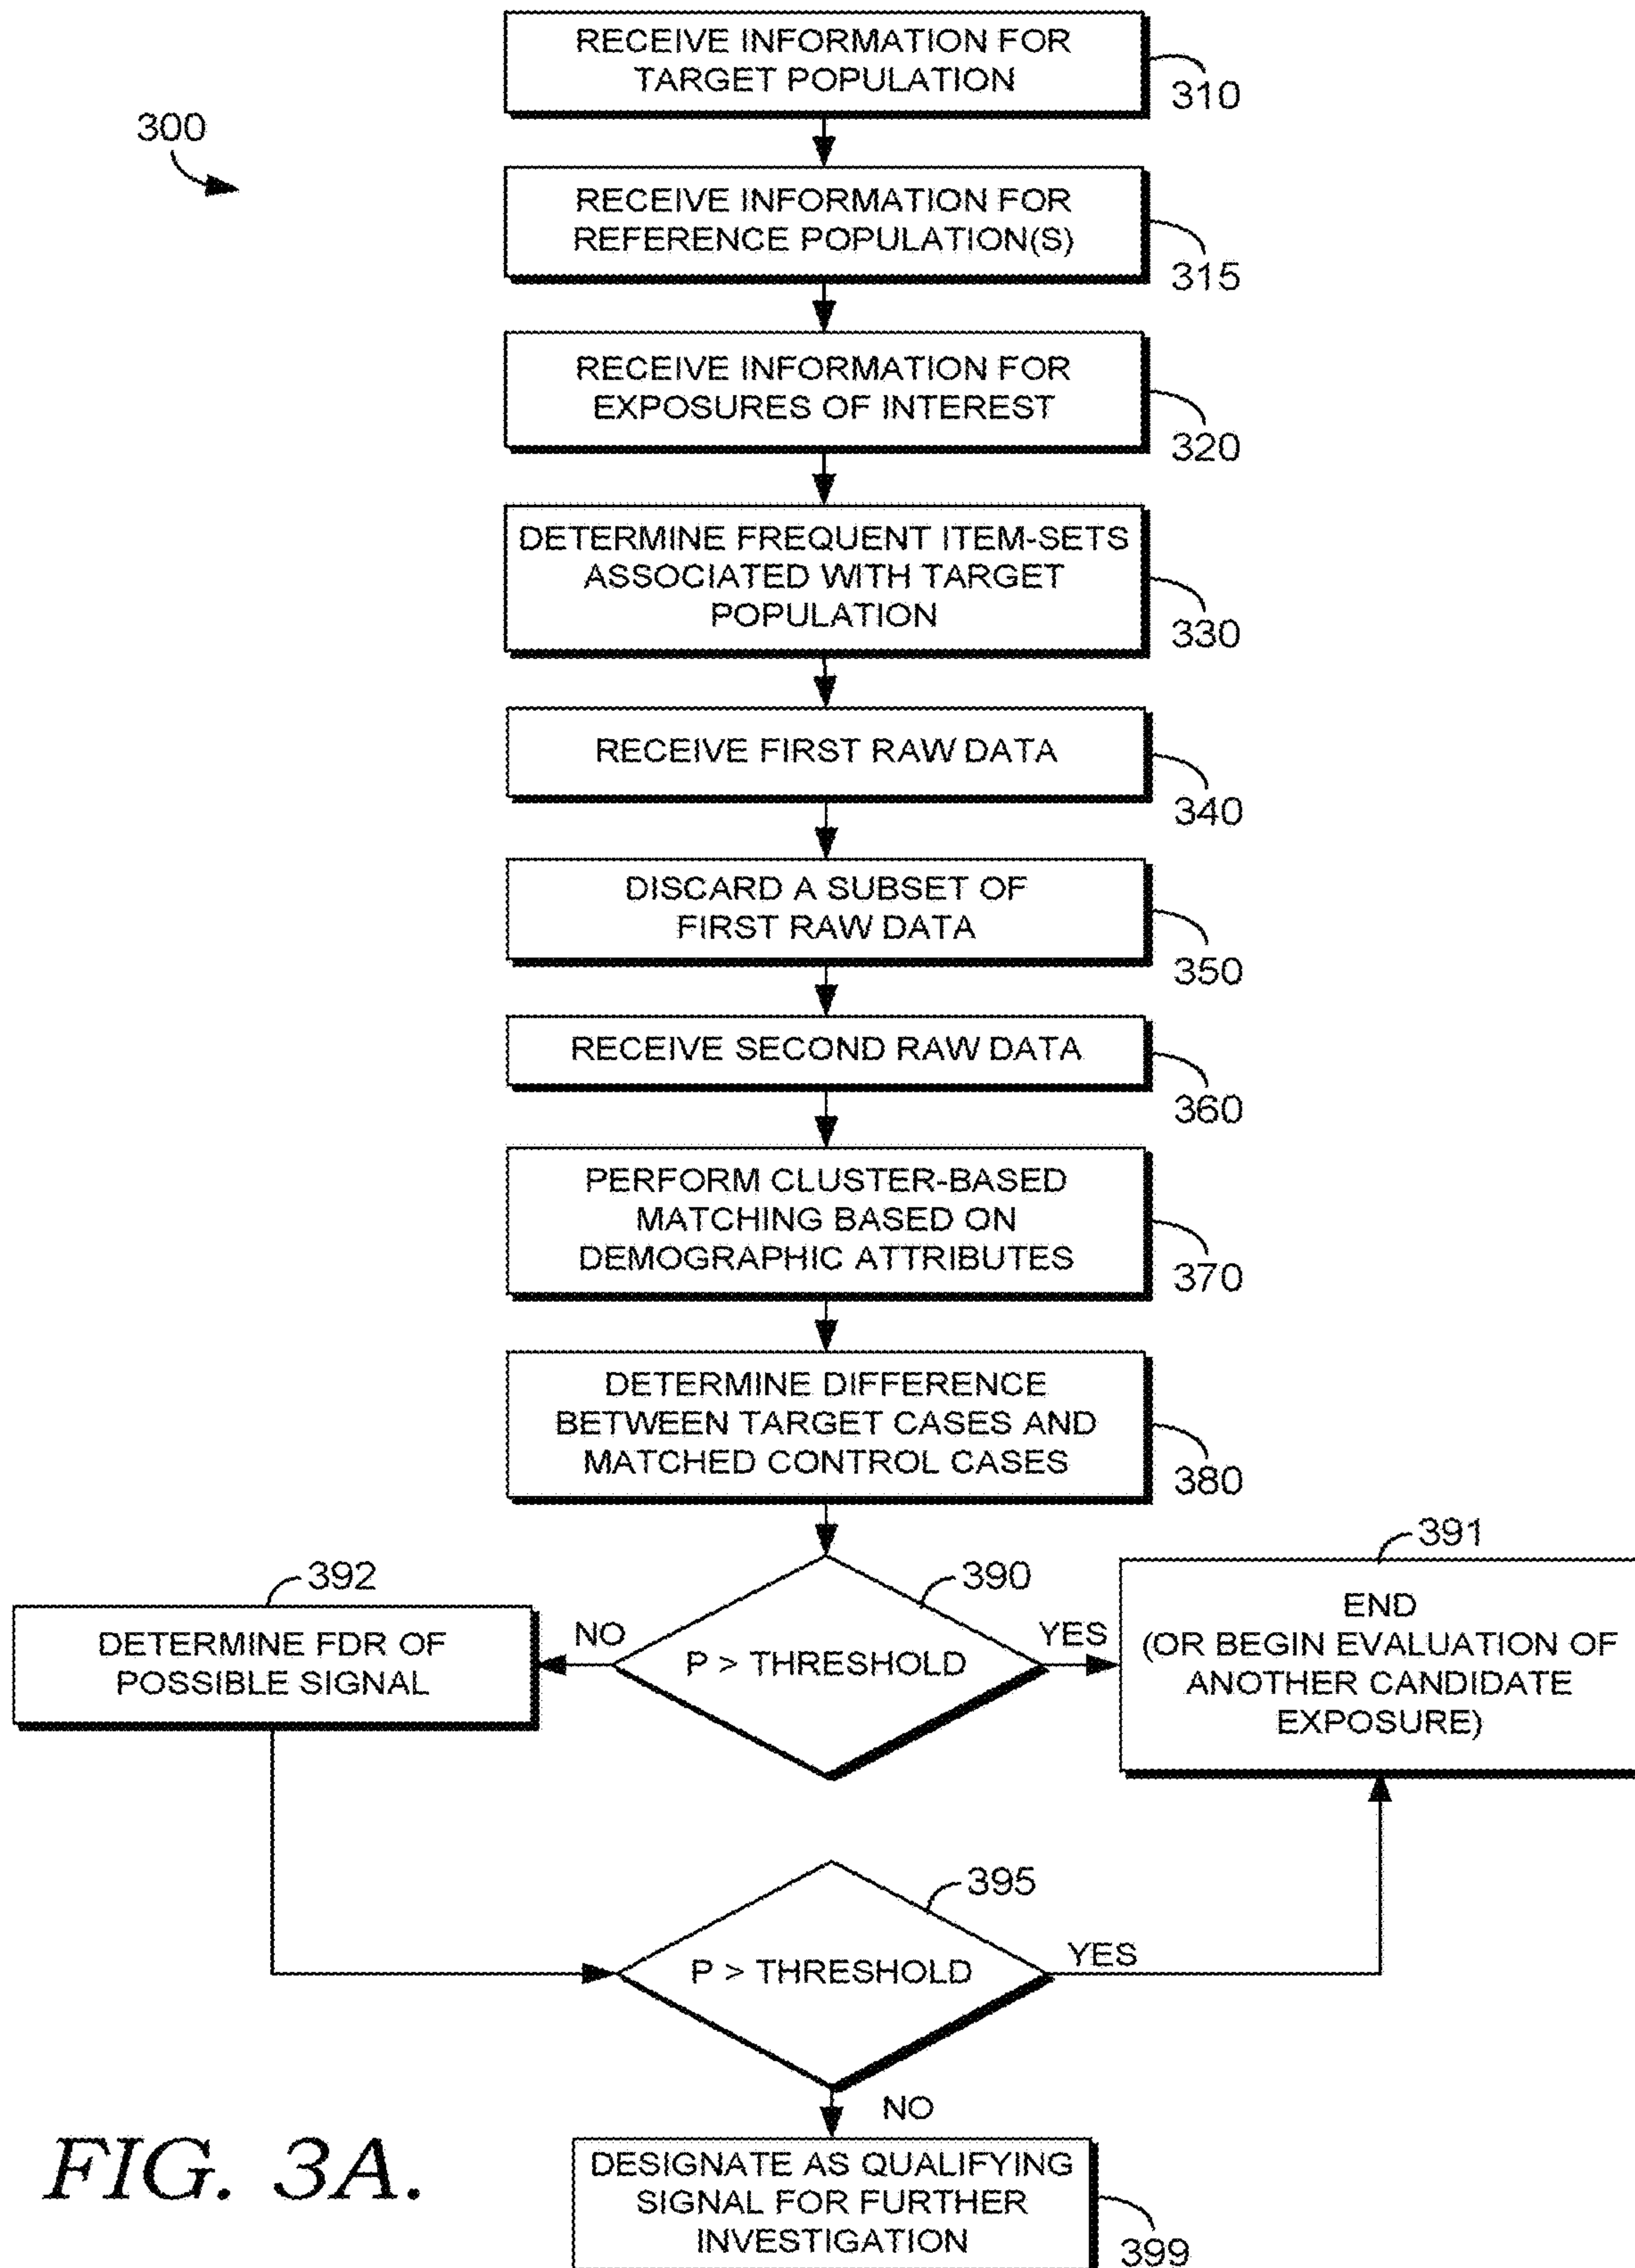 RECEIVE INFORMATION FOR
TARGET POPULATION
310
300
RECEIVE INFORMATION FOR
REFERENCE POPULATION(S)
315
RECEIVE INFORMATION FOR
EXPOSURES OF INTEREST
320
DETERMINE FREQUENT ITEM-SETS
ASSOCIATED WITH TARGET
POPULATION
330
RECEIVE FIRST RAW DATA
340
DISCARD A SUBSET OF
FIRST RAW DATA
350
RECEIVE SECOND RAW DATA
360
PERFORM CLUSTER-BASED
MATCHING BASED ON
DEMOGRAPHIC ATTRIBUTES
370
DETERMINE DIFFERENCE
BETWEEN TARGET CASES AND
MATCHED CONTROL CASES
380
392
DETERMINE FDR OF
POSSIBLE SIGNAL
NO
390
P > THRESHOLD
YES
391
END
(OR BEGIN EVALUATION OF
ANOTHER CANDIDATE
EXPOSURE)
395
P > THRESHOLD
YES
NO
DESIGNATE AS QUALIFYING
SIGNAL FOR FURTHER
INVESTIGATION
399
FIG. 3A.